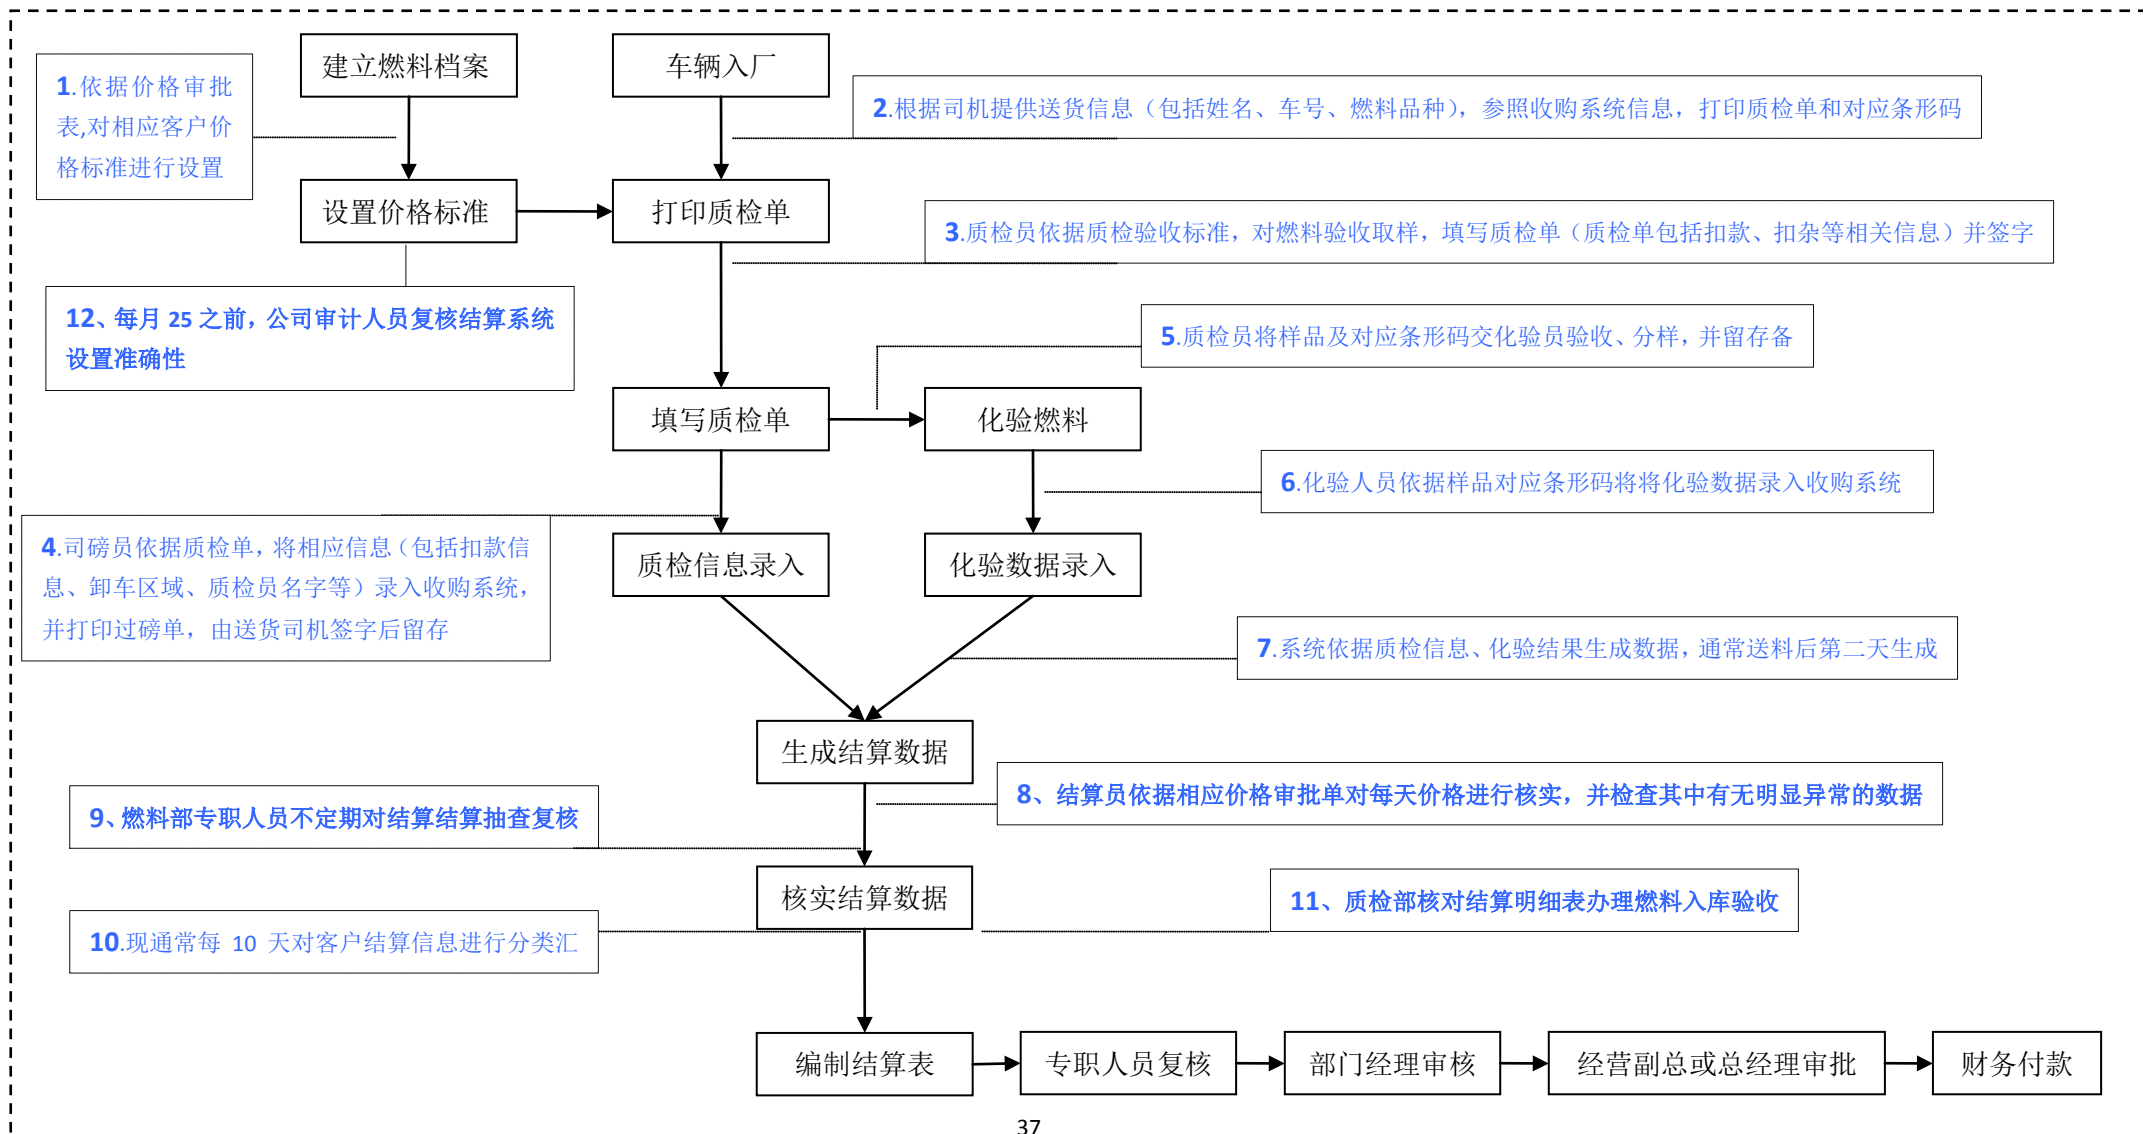 建立燃料档案
车辆入厂
1.依据价格审批
表,对相应客户价
格标准进行设置
2.根据司机提供送货信息（包括姓名、车号、燃料品种），参照收购系统信息，打印质检单和对应条形码
设置价格标准
打印质检单
3.质检员依据质检验收标准，对燃料验收取样，填写质检单（质检单包括扣款、扣杂等相关信息）并签字
12、每月 25 之前，公司审计人员复核结算系统
设置准确性
5.质检员将样品及对应条形码交化验员验收、分样，并留存备
填写质检单
化验燃料
6.化验人员依据样品对应条形码将将化验数据录入收购系统
4.司磅员依据质检单，将相应信息（包括扣款信
息、卸车区域、质检员名字等）录入收购系统，
并打印过磅单，由送货司机签字后留存
质检信息录入
化验数据录入
7.系统依据质检信息、化验结果生成数据，通常送料后第二天生成
生成结算数据
8、结算员依据相应价格审批单对每天价格进行核实，并检查其中有无明显异常的数据
9、燃料部专职人员不定期对结算结算抽查复核
核实结算数据
11、质检部核对结算明细表办理燃料入库验收
10.现通常每 10 天对客户结算信息进行分类汇
编制结算表
专职人员复核
部门经理审核
经营副总或总经理审批
财务付款
37